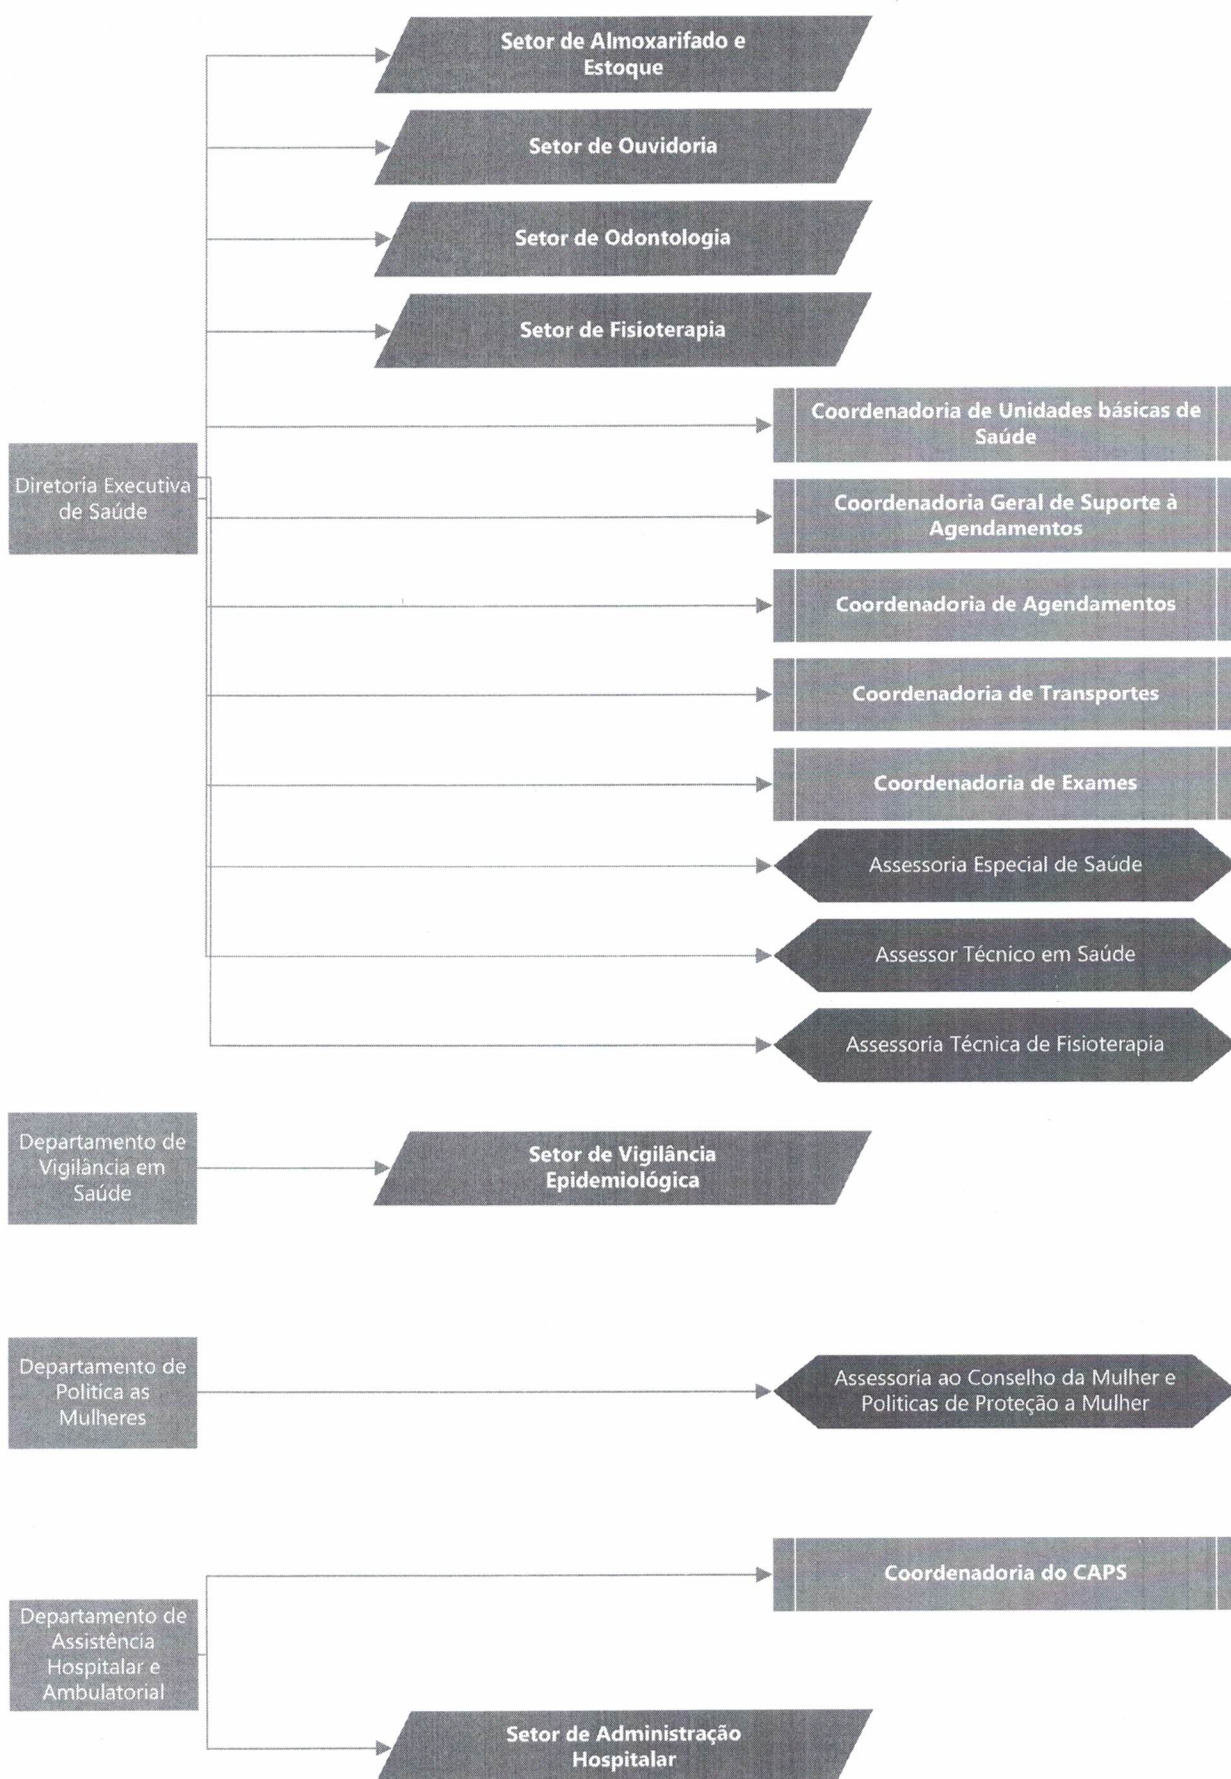 Setor de Almoxarifado e
Estoque
Setor de Ouvidoria
Setor de Odontologia
Setor de Fisioterapia
Coordenadoria de Unidades básicas de
Saúde
Diretoria Executiva
de Saúde
Coordenadoria Geral de Suporte à
Agendamentos
Coordenadoria de Agendamentos
Coordenadoria de Transportes
Coordenadoria de Exames
Assessoria Especial de Saúde
Assessor Técnico em Saúde
Assessoria Técnica de Fisioterapia
Departamento de
Vigilância em
Saúde
Setor de Vigilância
Epidemiológica
Departamento de
Politica as
Mulheres
Assessoria ao Conselho da Mulher e
Politicas de Proteção a Mulher
Coordenadoria do CAPS
Departamento de
Assistência
Hospitalar e
Ambulatorial
Setor de Administração
Hospitalar